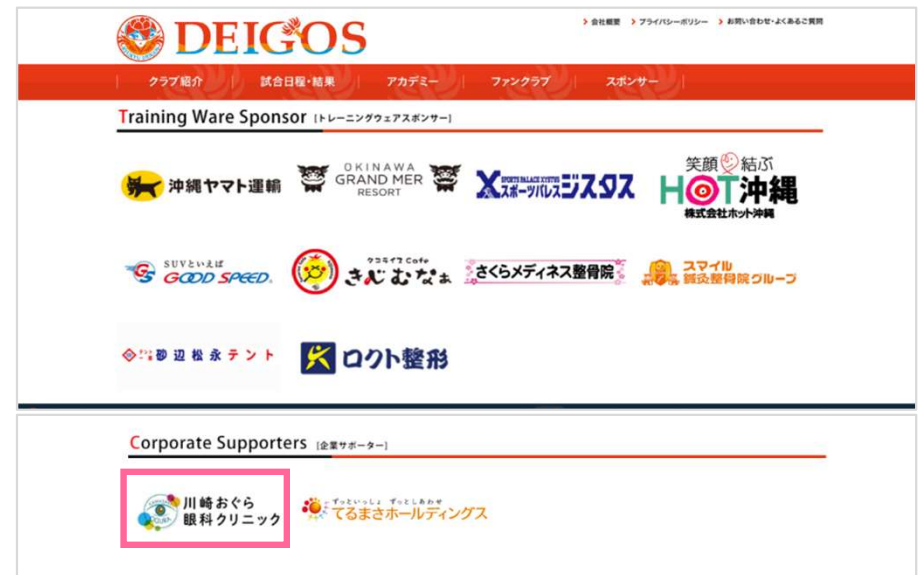 DEIGOS
会社概要 プライバシーポリシー お問い合わせ・よくあるご質問
クラブ紹介 試合日程・結果 アカデミー ファンクラブ スポンサー
Training Ware Sponsor [トレーニングウェアスポンサー]
沖縄ヤマト運輸
OKINAWA
GRAND MER
RESORT
SPORTS PALACE XYSTUS
スポーツパレス ジスタス
笑顔 結ぶ
HOT沖縄
株式会社ホット沖縄
SUVといえば
GS GOOD SPEED.
タコライス Cafe
きじむなぁ
さくらメディネス整骨院
スマイル
鍼灸整骨院グループ
砂辺松永テント
ロクト整形
Corporate Supporters [企業サポーター]
川崎おぐら
眼科クリニック
ずっといっしょ ずっとしあわせ
てるまさホールディングス